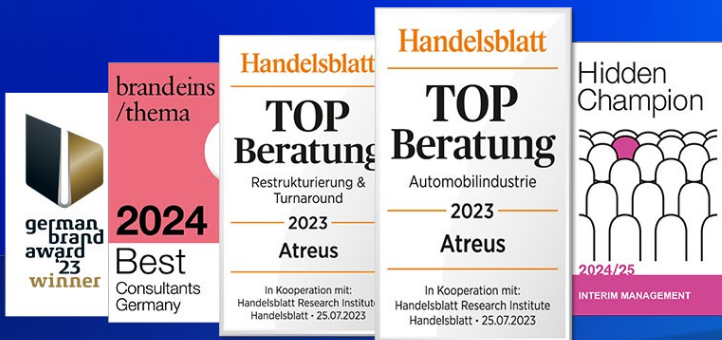 german
brand
award
'23
winner
brandeins
/thema
2024
Best
Consultants
Germany
Handelsblatt
TOP
Beratung
Restrukturierung &
Turnaround
2023
Atreus
In Kooperation mit:
Handelsblatt Research Institute
Handelsblatt · 25.07.2023
Handelsblatt
TOP
Beratung
Automobilindustrie
2023
Atreus
In Kooperation mit:
Handelsblatt Research Institute
Handelsblatt · 25.07.2023
Hidden
Champion
2024/25
INTERIM MANAGEMENT